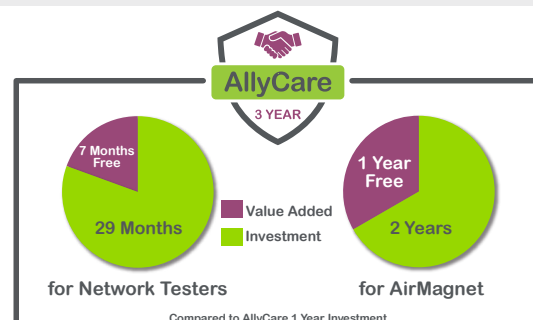 AllyCare
3 YEAR
7 Months
Free
29 Months
Value Added
Investment
1 Year
Free
2 Years
for Network Testers
for AirMagnet
Compared to AllyCare 1 Year Investment